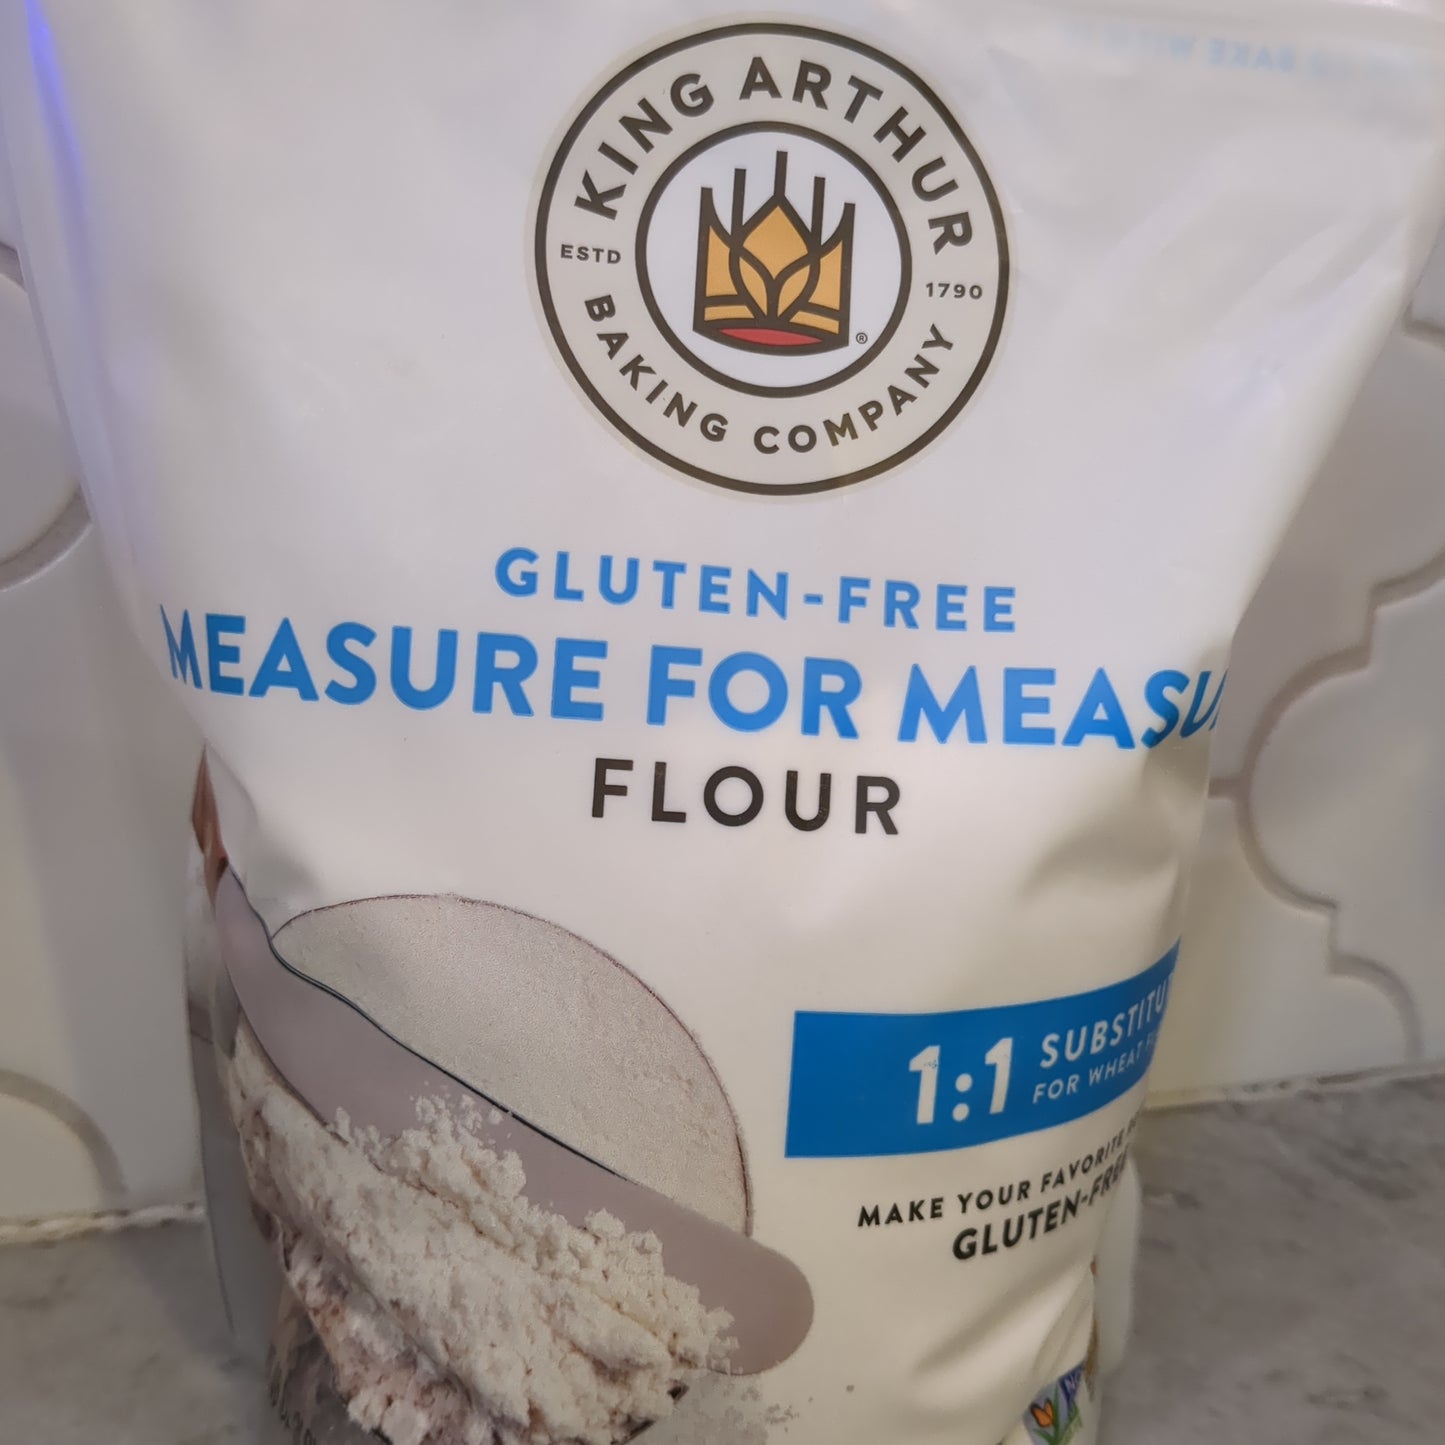 KING ARTHUR
ESTD 1790
BAKING COMPANY
®
GLUTEN-FREE
MEASURE FOR MEASU
FLOUR
1:1 SUBSTITU
FOR WHEAT
MAKE YOUR FAVORITE
GLUTEN-FREE